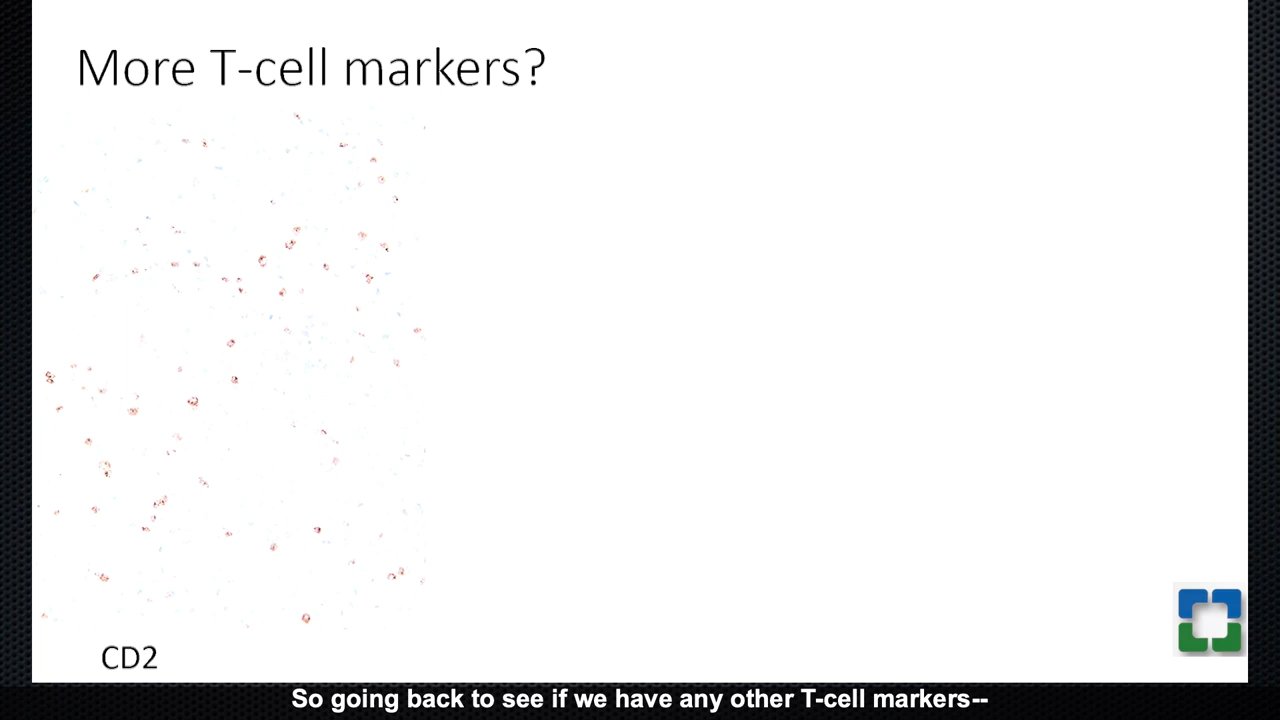 More T-cell markers?
CD2
So going back to see if we have any other T-cell markers--